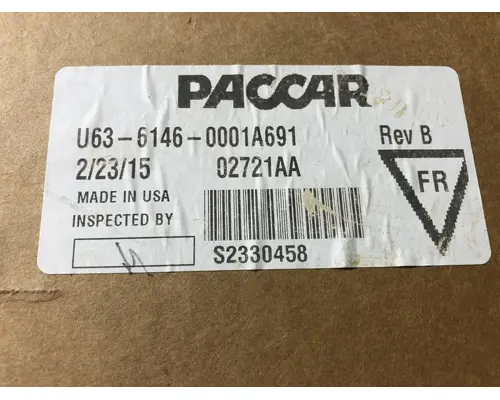 PACCAR
U63-6146-0001A691 Rev B
2/23/15 02721AA
FR
MADE IN USA
INSPECTED BY
S2330458